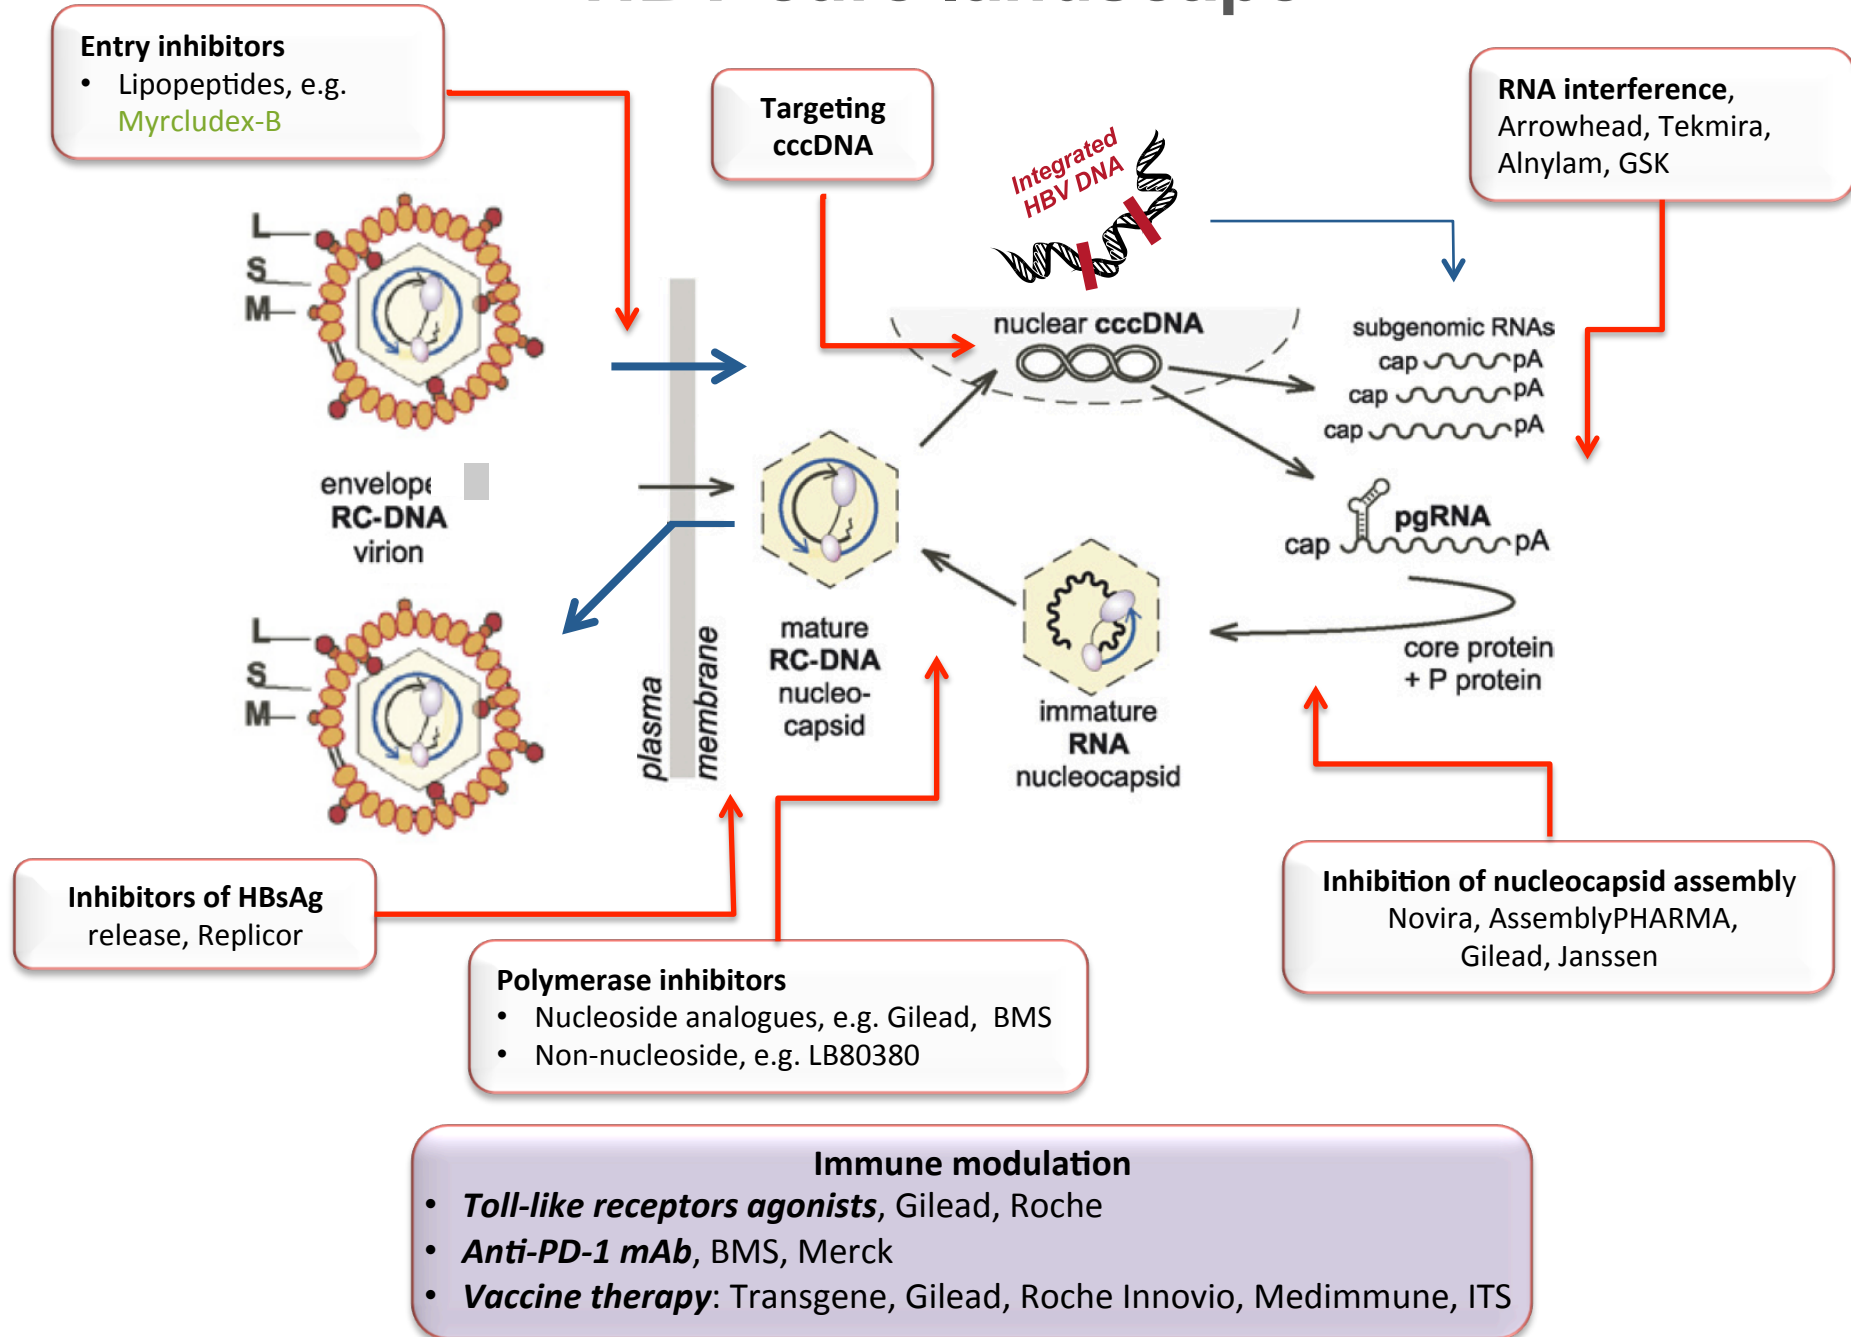 Entry inhibitors
• Lipopeptides, e.g.
Myrcludex-B
Targeting
cccDNA
RNA interference,
Arrowhead, Tekmira,
Alnylam, GSK
Integrated
HBV DNA
L
S
M
nuclear cccDNA
subgenomic RNAs
cap pA
cap pA
cap pA
envelope
RC-DNA
virion
pgRNA
cap pA
L
S
M
plasma
membrane
mature
RC-DNA
nucleo-
capsid
immature
RNA
nucleocapsid
core protein
+ P protein
Inhibitors of HBsAg
release, Replicor
Polymerase inhibitors
• Nucleoside analogues, e.g. Gilead, BMS
• Non-nucleoside, e.g. LB80380
Inhibition of nucleocapsid assembly
Novira, AssemblyPHARMA,
Gilead, Janssen
Immune modulation
• Toll-like receptors agonists, Gilead, Roche
• Anti-PD-1 mAb, BMS, Merck
• Vaccine therapy: Transgene, Gilead, Roche Innovio, Medimmune, ITS